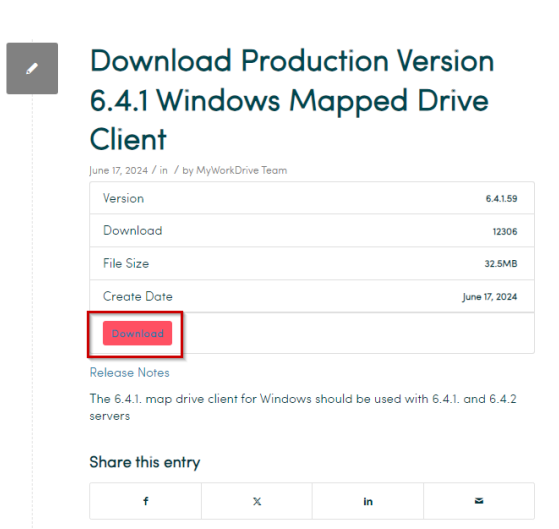 Download Production Version
6.4.1 Windows Mapped Drive
Client
June 17, 2024 / in / by MyWorkDrive Team
Version 6.4.1.59
Download 12306
File Size 32.5MB
Create Date June 17, 2024
Download
Release Notes
The 6.4.1. map drive client for Windows should be used with 6.4.1. and 6.4.2
servers
Share this entry
f X in